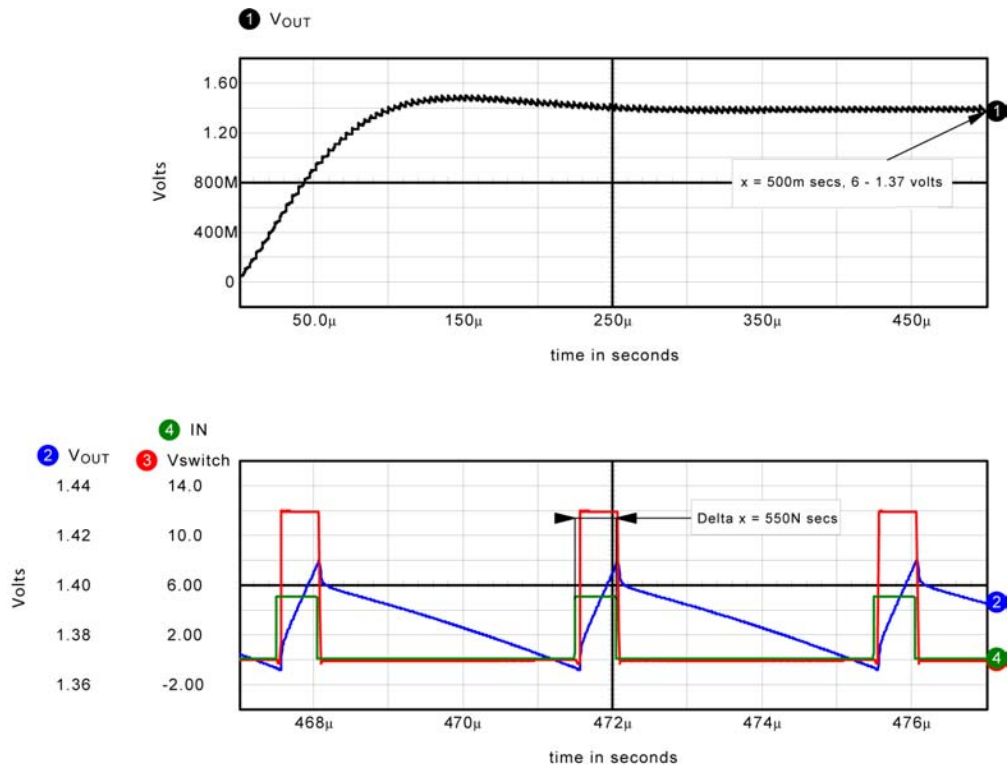 1 VOUT
1.60
1.20
800M
400M
0
Volts
1
x = 500m secs, 6 - 1.37 volts
50.0µ 150µ 250µ 350µ 450µ
time in seconds
4 IN
2 VOUT 3 Vswitch
1.44 14.0
1.42 10.0
1.40 6.00
1.38 2.00
1.36 -2.00
Volts
Delta x = 550N secs
2
4
468µ 470µ 472µ 474µ 476µ
time in seconds